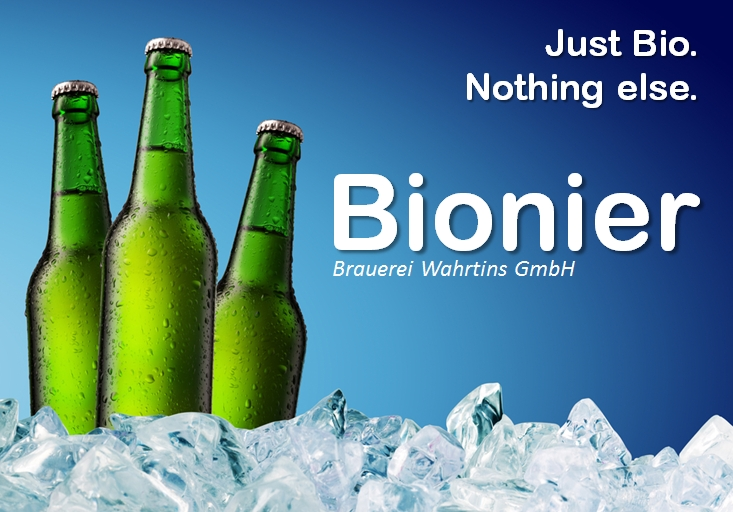 Just Bio.
Nothing else.
Bionier
Brauerei Wahrtins GmbH